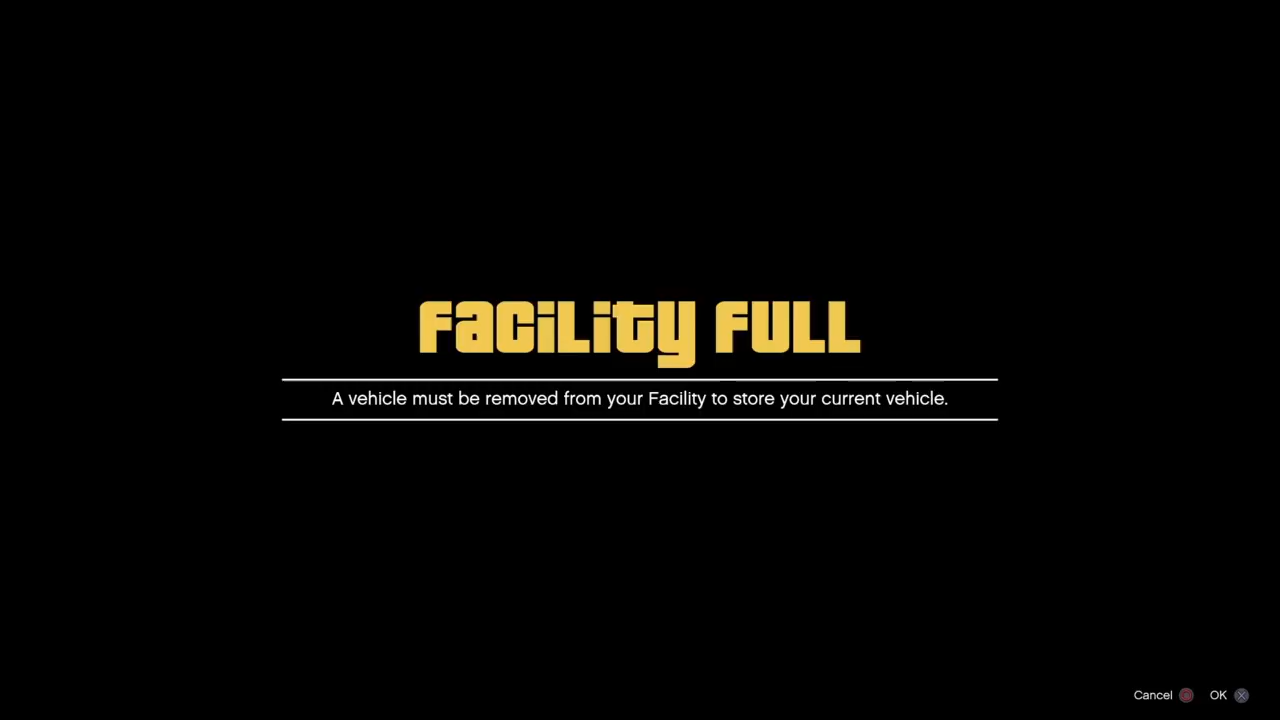 Facility Full
A vehicle must be removed from your Facility to store your current vehicle.
Cancel OK